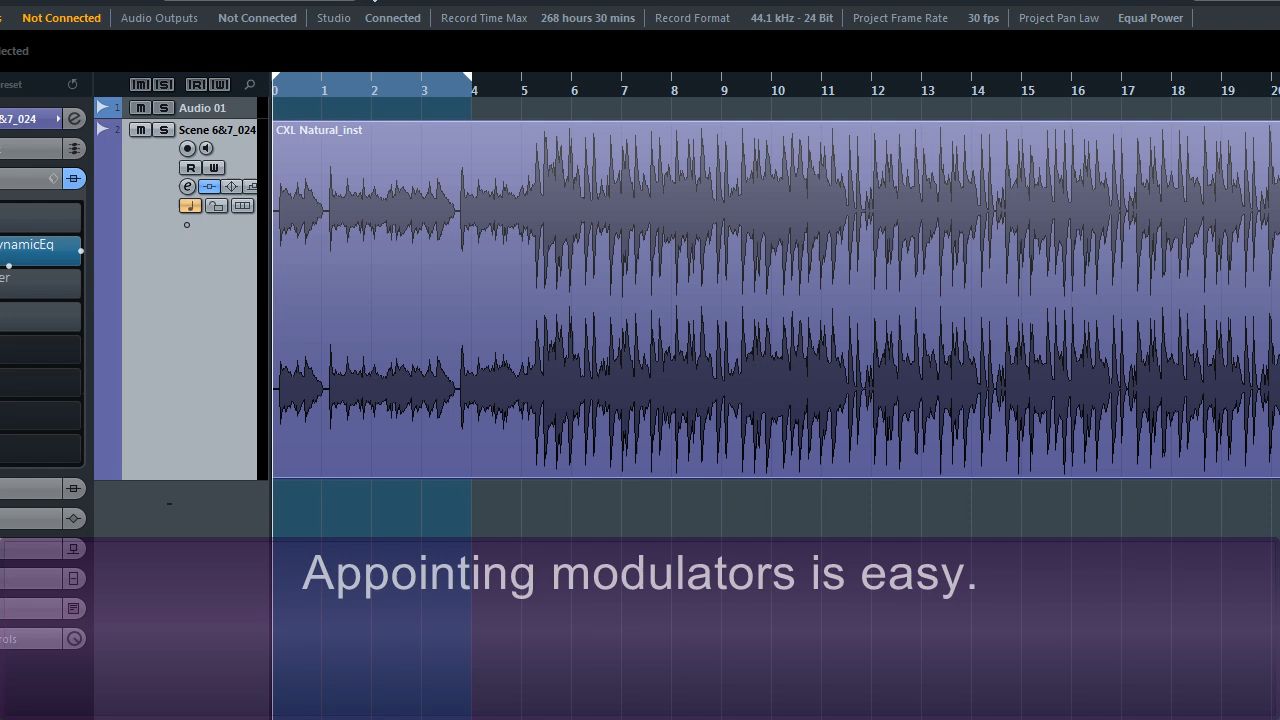 Not Connected Audio Outputs Not Connected Studio Connected Record Time Max 268 hours 30 mins Record Format 44.1 kHz - 24 Bit Project Frame Rate 30 fps Project Pan Law Equal Power
lected
reset M S R W 0 1 2 3 4 5 6 7 8 9 10 11 12 13 14 15 16 17 18 19 20
1 M S Audio 01
&7_024 e 2 M S Scene 6&7_024 CXL Natural_inst
R W
e
ynamicEq
er
Appointing modulators is easy.
rols